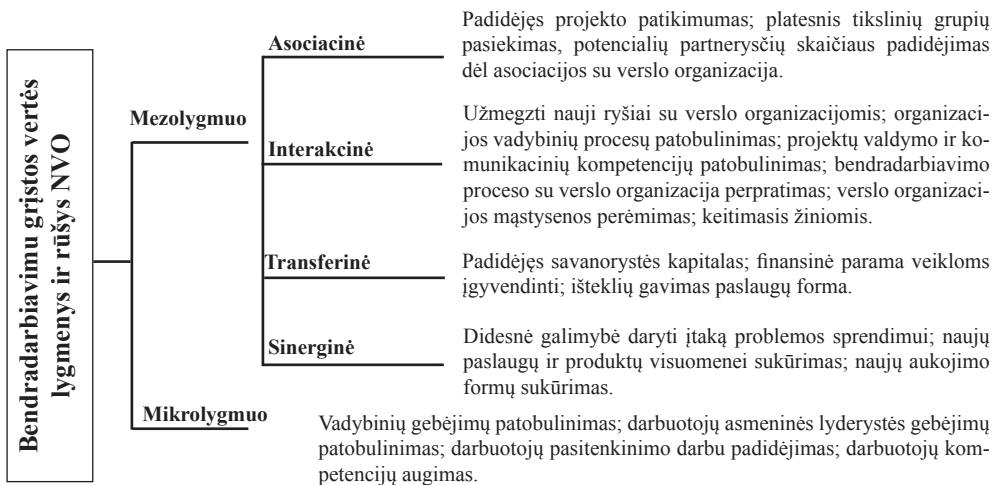 Bendradarbiavimu grįstos vertės
lygmenys ir rūšys NVO
Mezolygmuo
Asociacinė
Padidėjęs projekto patikimumas; platesnis tikslinių grupių
pasiekimas, potencialių partnerysčių skaičiaus padidėjimas
dėl asociacijos su verslo organizacija.
Interakcinė
Užmegzti nauji ryšiai su verslo organizacijomis; organizaci-
jos vadybinių procesų patobulinimas; projektų valdymo ir ko-
munikacinių kompetencijų patobulinimas; bendradarbiavimo
proceso su verslo organizacija perpratimas; verslo organizaci-
jos mąstysenos perėmimas; keitimasis žiniomis.
Transferinė
Padidėjęs savanorystės kapitalas; finansinė parama veikloms
įgyvendinti; išteklių gavimas paslaugų forma.
Sinerginė
Didesnė galimybė daryti įtaką problemos sprendimui; naujų
paslaugų ir produktų visuomenei sukūrimas; naujų aukojimo
formų sukūrimas.
Mikrolygmuo
Vadybinių gebėjimų patobulinimas; darbuotojų asmeninės lyderystės gebėjimų
patobulinimas; darbuotojų pasitenkinimo darbu padidėjimas; darbuotojų kom-
petencijų augimas.